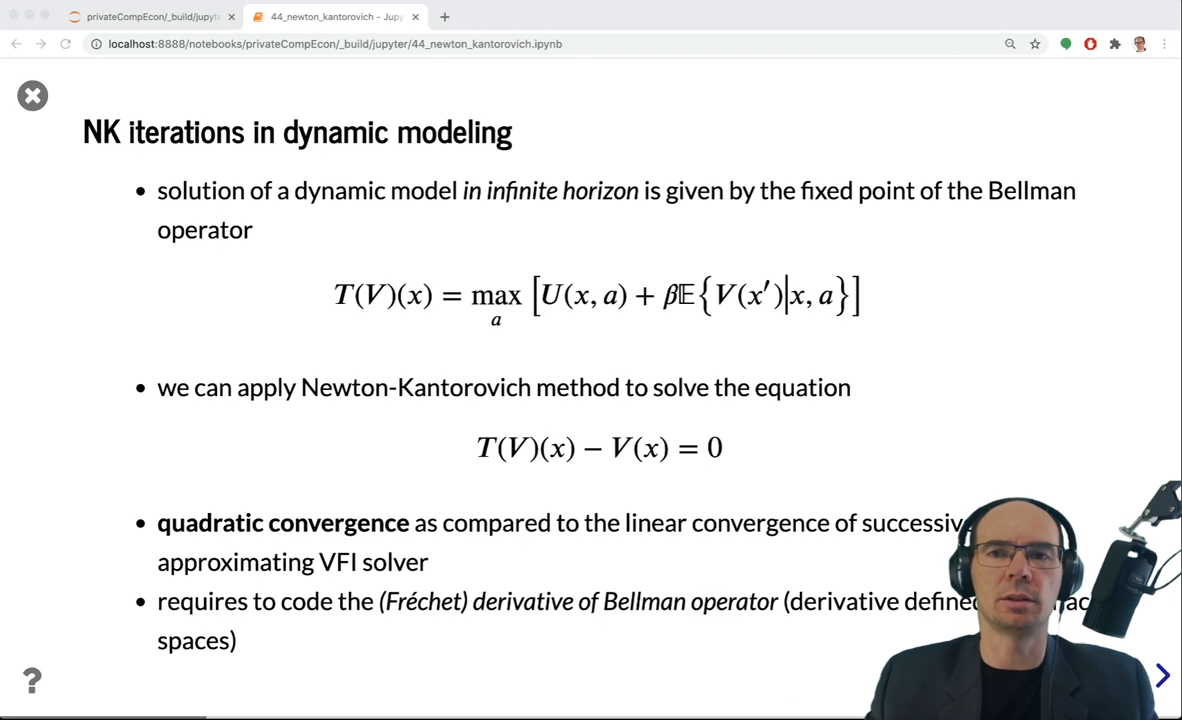 privateCompEcon/_build/jupyte
44_newton_kantorovich - Jupy
localhost:8888/notebooks/privateCompEcon/_build/jupyter/44_newton_kantorovich.ipynb
NK iterations in dynamic modeling
• solution of a dynamic model in infinite horizon is given by the fixed point of the Bellman
operator
T(V)(x) = max [U(x, a) + β𝔼{V(x′)|x, a}]
a
• we can apply Newton-Kantorovich method to solve the equation
T(V)(x) − V(x) = 0
• quadratic convergence as compared to the linear convergence of successiv
approximating VFI solver
• requires to code the (Fréchet) derivative of Bellman operator (derivative define
spaces)
?